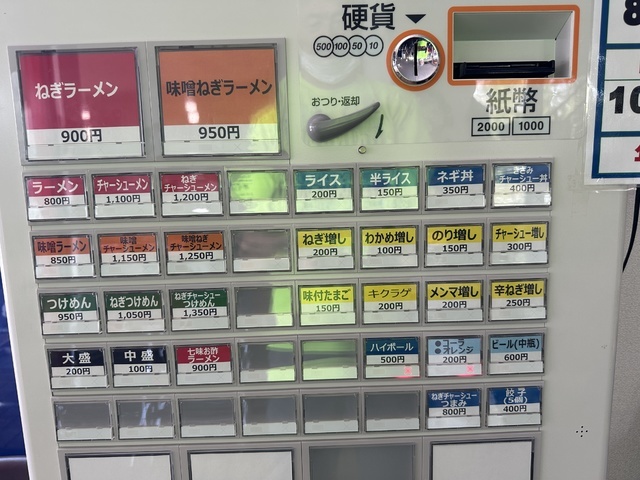 硬貨
500 100 50 10
おつり・返却
紙幣
2000 1000
ねぎラーメン
900円
味噌ねぎラーメン
950円
ラーメン
800円
チャーシューメン
1,100円
ねぎ
チャーシューメン
1,200円
ライス
200円
半ライス
150円
ネギ丼
350円
チャーシュー丼
400円
味噌ラーメン
850円
味噌
チャーシューメン
1,150円
味噌ねぎ
チャーシューメン
1,250円
ねぎ増し
200円
わかめ増し
100円
のり増し
150円
チャーシュー増し
300円
つけめん
950円
ねぎつけめん
1,050円
ねぎチャーシュー
つけめん
1,350円
味付たまご
150円
キクラゲ
200円
メンマ増し
200円
辛ねぎ増し
250円
大盛
200円
中盛
100円
七味お酢
ラーメン
900円
ハイボール
500円
コーラ
オレンジ
200円
ビール(中瓶)
600円
ねぎチャーシュー
つまみ
800円
餃子
(5個)
400円